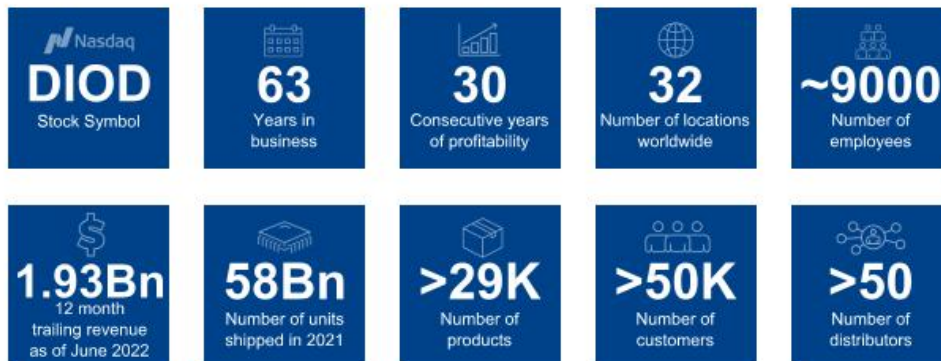 Nasdaq
DIOD
Stock Symbol
63
Years in
business
30
Consecutive years
of profitability
32
Number of locations
worldwide
~9000
Number of
employees
$
1.93Bn
12 month
trailing revenue
as of June 2022
58Bn
Number of units
shipped in 2021
>29K
Number of
products
>50K
Number of
customers
>50
Number of
distributors